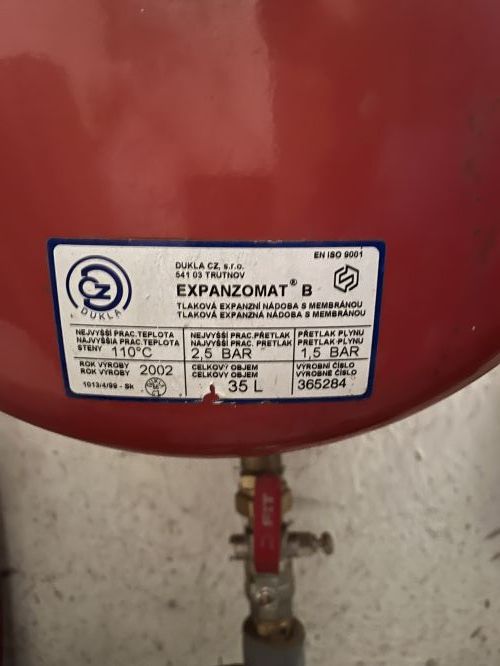 EN ISO 9001
DUKLA CZ, s.r.o.
541 03 TRUTNOV
EXPANZOMAT® B
TLAKOVÁ EXPANZNÍ NÁDOBA S MEMBRÁNOU
TLAKOVÁ EXPANZNÁ NÁDOBA S MEMBRÁNOU
CZ
DUKLA
NEJVYŠŠÍ PRAC.TEPLOTA
NAJVYŠŠIA PRAC.TEPLOTA
STENY 110°C
NEJVYŠŠÍ PRAC.PŘETLAK
NAJVYŠŠÍ PRAC. PRETLAK
2,5 BAR
PŘETLAK PLYNU
PRETLAK PLYNU
1,5 BAR
ROK VÝROBY
ROK VÝROBY 2002
1013/4/99 - Sk
CELKOVÝ OBJEM
CELKOVÝ OBJEM
35 L
VÝROBNÍ ČÍSLO
VÝROBNÉ ČÍSLO
365284
FIT